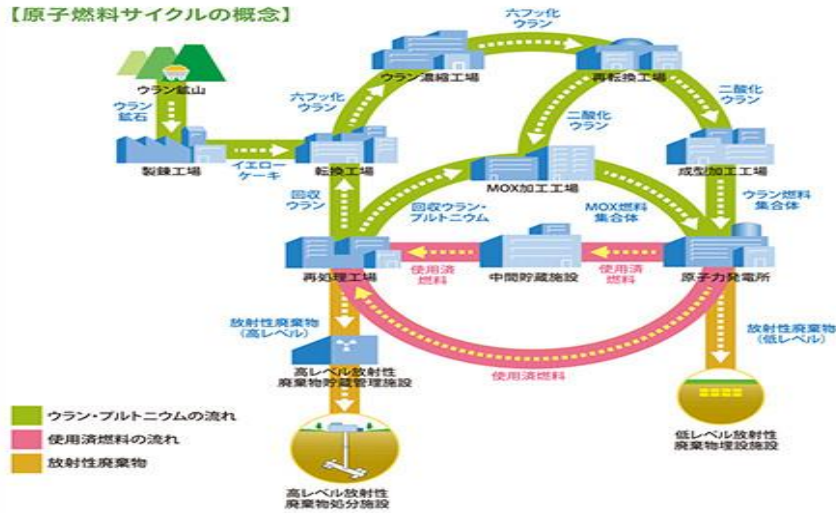 【原子燃料サイクルの概念】
六フッ化
ウラン
ウラン鉱山
ウラン濃縮工場
再転換工場
ウラン
鉱石
六フッ化
ウラン
二酸化
ウラン
二酸化
ウラン
製錬工場
イエロー
ケーキ
転換工場
MOX加工工場
成型加工工場
回収
ウラン
回収ウラン・
プルトニウム
MOX燃料
集合体
ウラン燃料
集合体
再処理工場
使用済
燃料
中間貯蔵施設
使用済
燃料
原子力発電所
放射性廃棄物
(高レベル)
放射性廃棄物
(低レベル)
高レベル放射性
廃棄物貯蔵管理施設
使用済燃料
ウラン・プルトニウムの流れ
使用済燃料の流れ
放射性廃棄物
低レベル放射性
廃棄物埋設施設
高レベル放射性
廃棄物処分施設